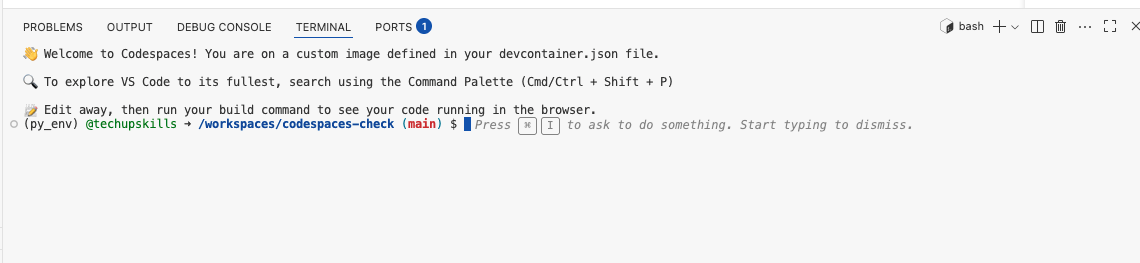 PROBLEMS OUTPUT DEBUG CONSOLE TERMINAL PORTS 1 bash
👋 Welcome to Codespaces! You are on a custom image defined in your devcontainer.json file.
🔍 To explore VS Code to its fullest, search using the Command Palette (Cmd/Ctrl + Shift + P)
📝 Edit away, then run your build command to see your code running in the browser.
(py_env) @techupskills ➜ /workspaces/codespaces-check (main) $ Press ⌘ I to ask to do something. Start typing to dismiss.